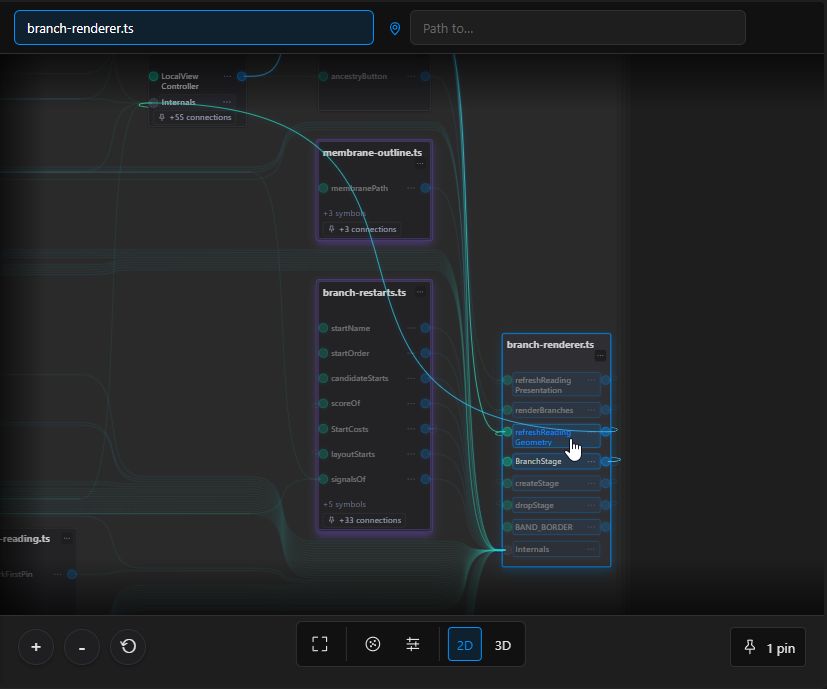 branch-renderer.ts
Path to...
LocalView
Controller
Internals
+55 connections
ancestryButton
membrane-outline.ts
membranePath
+3 symbols
+3 connections
branch-restarts.ts
startName
startOrder
candidateStarts
scoreOf
StartCosts
layoutStarts
signalsOf
+5 symbols
+33 connections
branch-renderer.ts
refreshReading
Presentation
renderBranches
refreshReading
Geometry
BranchStage
createStage
dropStage
BAND_BORDER
Internals
-reading.ts
kFirstPin
+
-
2D
3D
1 pin